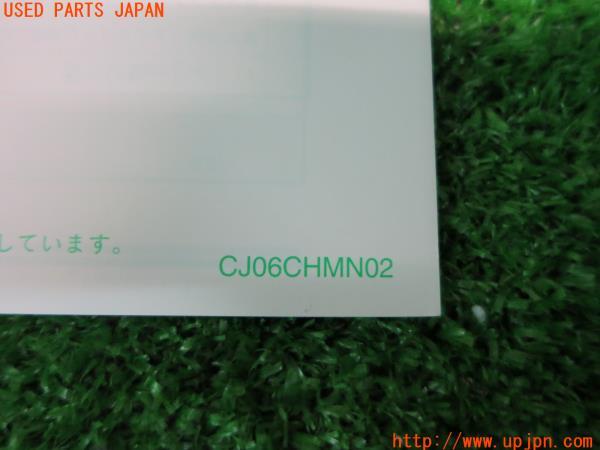 USED PARTS JAPAN
しています。
CJ06CHMN02
http://www.upjpn.com/